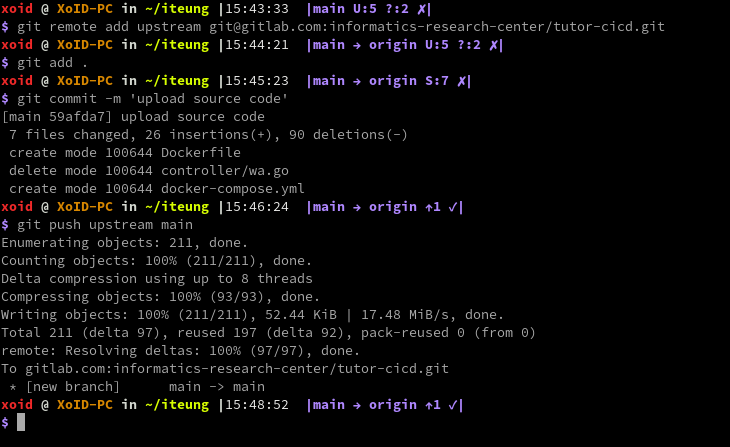 xoid @ XoID-PC in ~/iteung |15:43:33  |main U:5 ?:2 ✗|
$ git remote add upstream git@gitlab.com:informatics-research-center/tutor-cicd.git
xoid @ XoID-PC in ~/iteung |15:44:21  |main → origin U:5 ?:2 ✗|
$ git add .
xoid @ XoID-PC in ~/iteung |15:45:23  |main → origin S:7 ✗|
$ git commit -m 'upload source code'
[main 59afda7] upload source code
 7 files changed, 26 insertions(+), 90 deletions(-)
 create mode 100644 Dockerfile
 delete mode 100644 controller/wa.go
 create mode 100644 docker-compose.yml
xoid @ XoID-PC in ~/iteung |15:46:24  |main → origin ↑1 ✓|
$ git push upstream main
Enumerating objects: 211, done.
Counting objects: 100% (211/211), done.
Delta compression using up to 8 threads
Compressing objects: 100% (93/93), done.
Writing objects: 100% (211/211), 52.44 KiB | 17.48 MiB/s, done.
Total 211 (delta 97), reused 197 (delta 92), pack-reused 0 (from 0)
remote: Resolving deltas: 100% (97/97), done.
To gitlab.com:informatics-research-center/tutor-cicd.git
 * [new branch]      main -> main
xoid @ XoID-PC in ~/iteung |15:48:52  |main → origin ↑1 ✓|
$